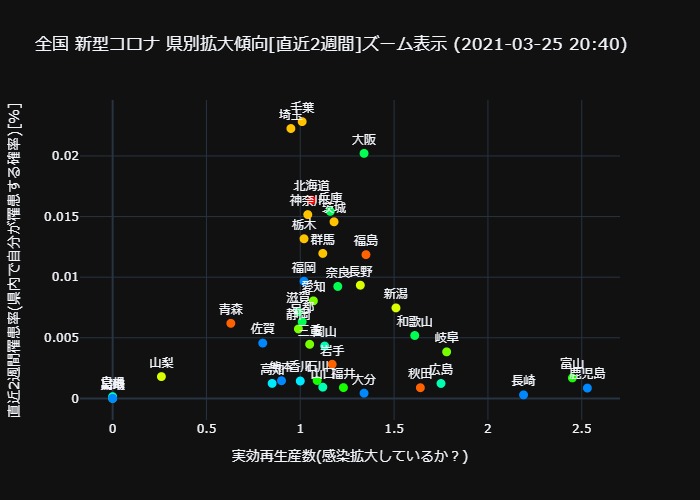 全国 新型コロナ 県別拡大傾向[直近2週間]ズーム表示 (2021-03-25 20:40)
直近2週間罹患率(県内で自分が罹患する確率)[%]
0.02
0.015
0.01
0.005
0
千葉
埼玉
大阪
北海道
兵庫
神奈川
茨城
栃木
群馬
福島
福岡
奈良
長野
愛知
滋賀
京都
静岡
新潟
和歌山
青森
佐賀
三重
岡山
岐阜
岩手
山梨
高知
熊本
香川
石川
山口
福井
大分
秋田
広島
長崎
富山
鹿児島
0
0.5
1
1.5
2
2.5
実効再生産数(感染拡大しているか？)